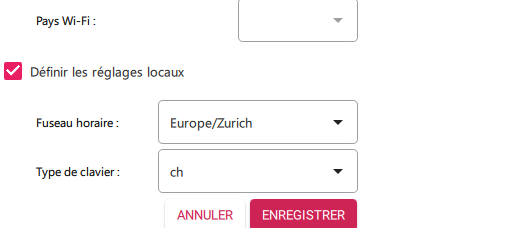 Pays Wi-Fi :
Définir les réglages locaux
Fuseau horaire : Europe/Zurich
Type de clavier : ch
ANNULER ENREGISTRER